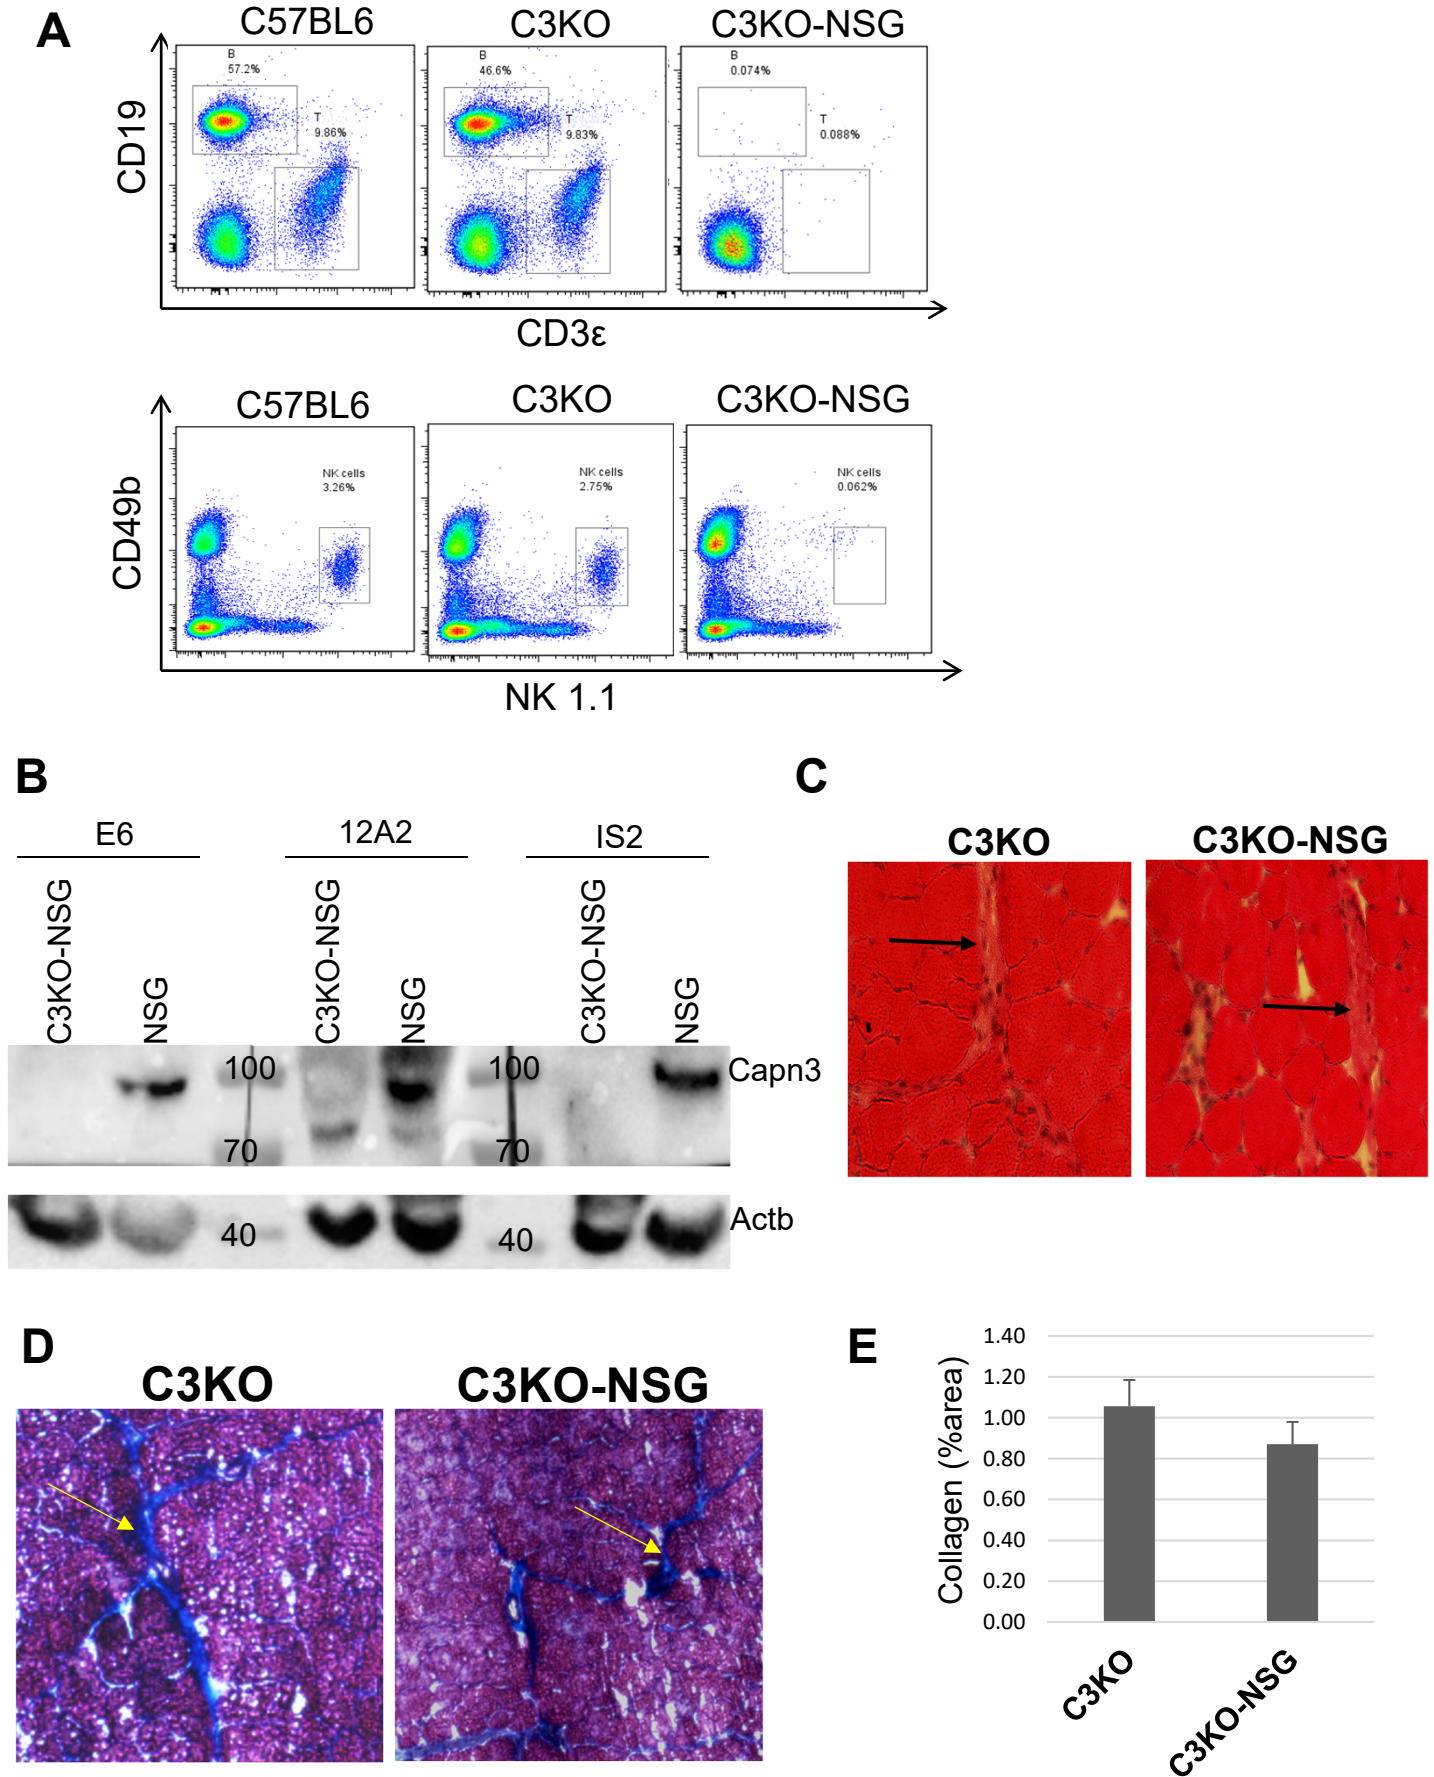 A
C57BL6 C3KO C3KO-NSG
B
57.2%
T
9.86%
B
46.6%
T
9.83%
B
0.074%
T
0.088%
CD19
CD3ε
C57BL6 C3KO C3KO-NSG
NK cells
3.26%
NK cells
2.75%
NK cells
0.062%
CD49b
NK 1.1
B
E6 12A2 IS2
C3KO-NSG NSG C3KO-NSG NSG C3KO-NSG NSG
100 100 Capn3
70 70
40 40 Actb
C
C3KO C3KO-NSG
D
C3KO C3KO-NSG
E
Collagen (%area)
1.40
1.20
1.00
0.80
0.60
0.40
0.20
0.00
C3KO C3KO-NSG